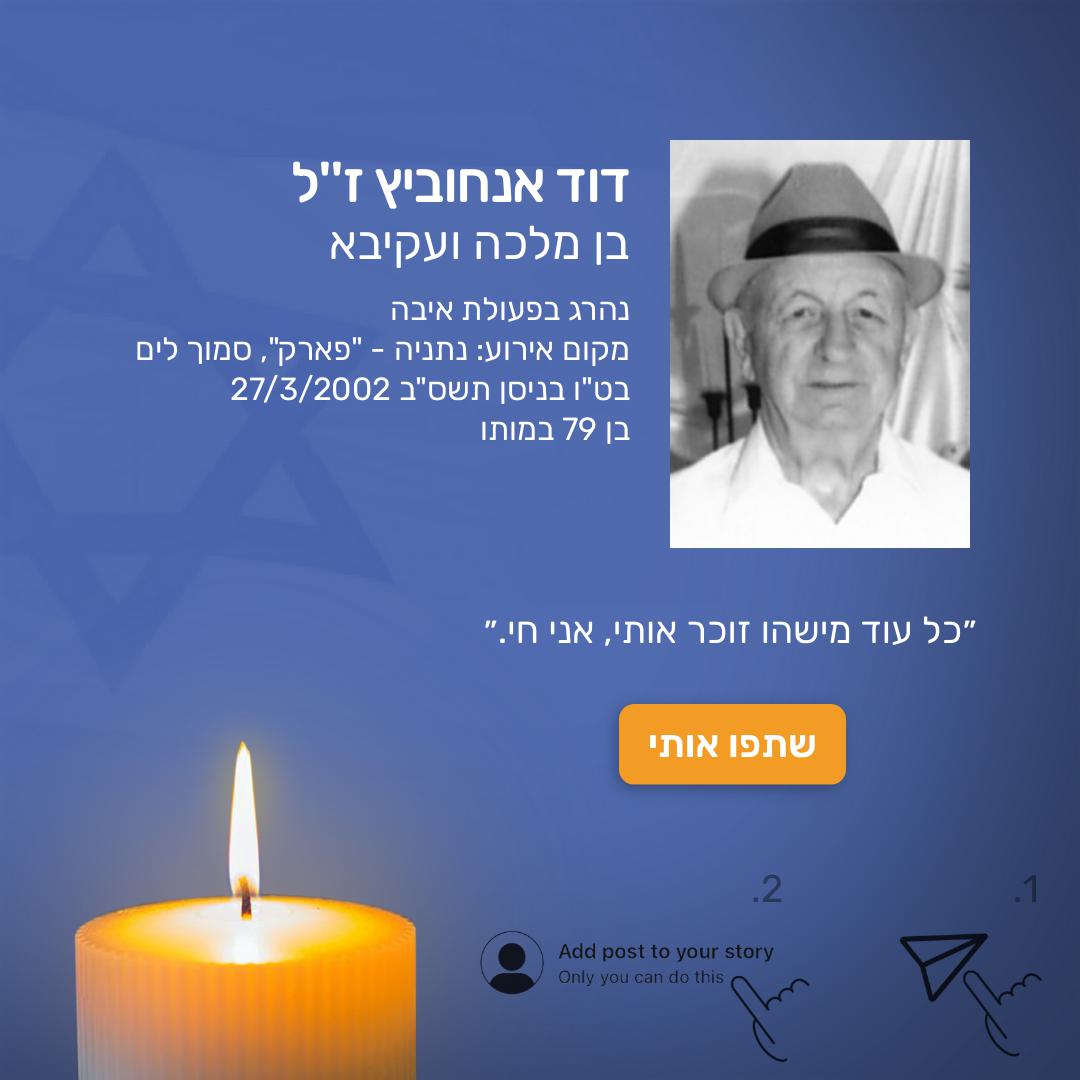 דוד אנחוביץ ז"ל
בן מלכה ועקיבא
נהרג בפעולת איבה
מקום אירוע: נתניה - "פארק", סמוך לים
בט"ו בניסן תשס"ב 27/3/2002
בן 79 במותו
״כל עוד מישהו זוכר אותי, אני חי.״
שתפו אותי
1.
2.
Add post to your story
Only you can do this